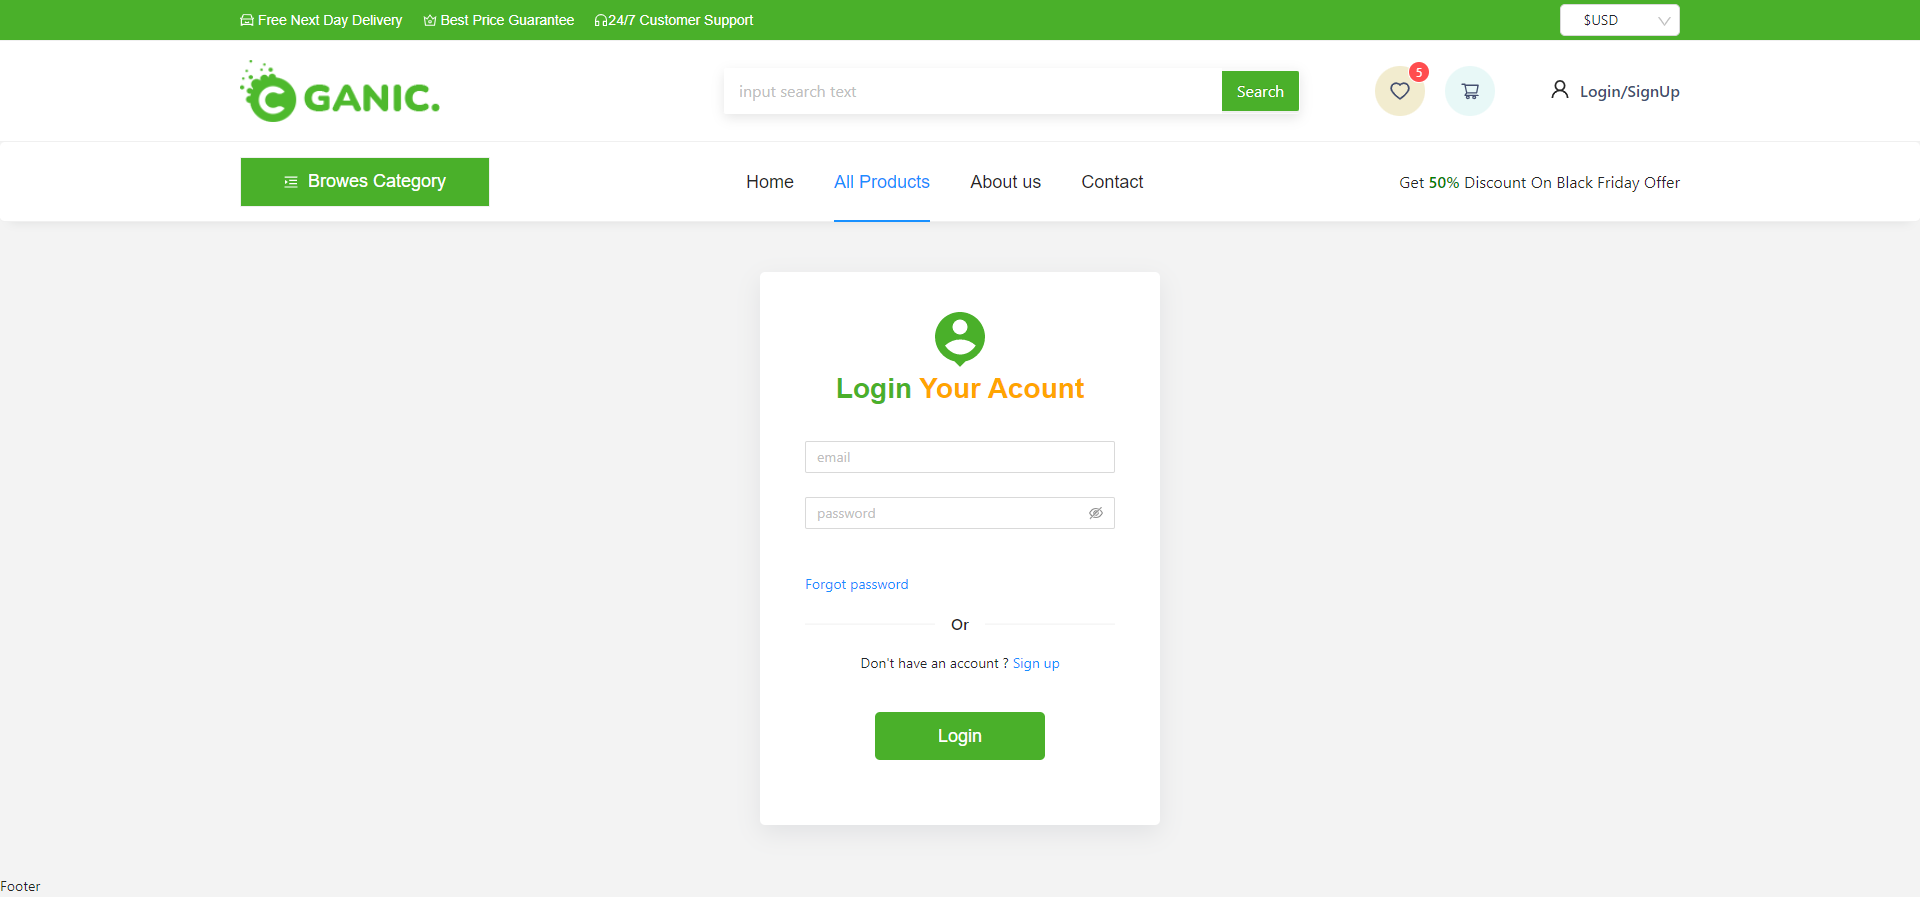 Free Next Day Delivery Best Price Guarantee 24/7 Customer Support $USD
C GANIC. input search text Search 5 Login/SignUp
Browes Category Home All Products About us Contact Get 50% Discount On Black Friday Offer
Login Your Acount
email
password
Forgot password
Or
Don't have an account ? Sign up
Login
Footer